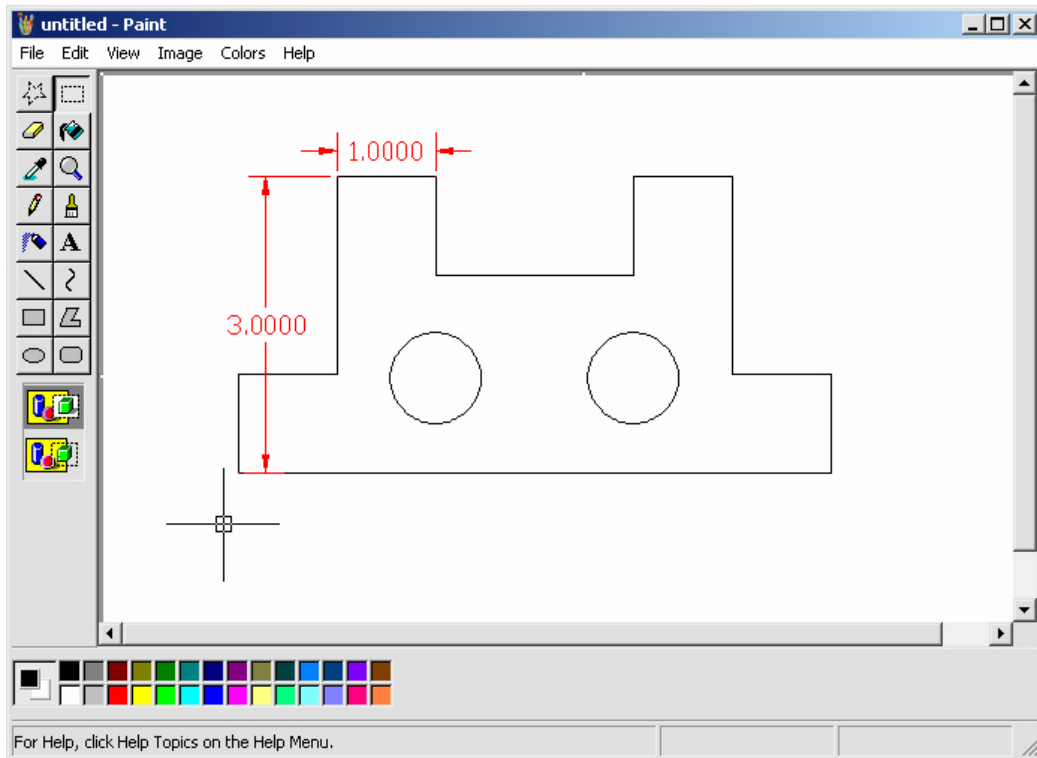 untitled - Paint
File Edit View Image Colors Help
A
1.0000
3.0000
For Help, click Help Topics on the Help Menu.